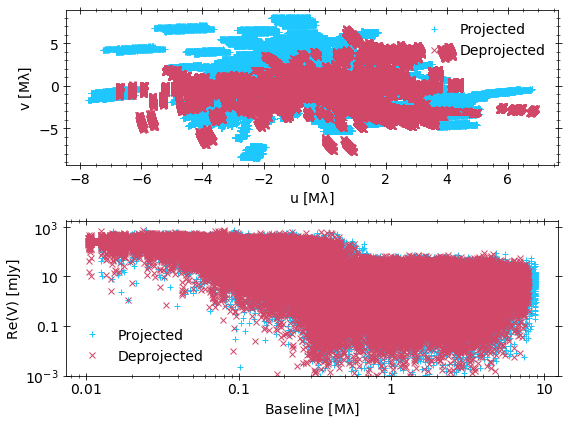 5
0
−5
v [Mλ]
Projected
Deprojected
−8 −6 −4 −2 0 2 4 6
u [Mλ]
10³
10
0.1
10⁻³
Re(V) [mJy]
Projected
Deprojected
0.01 0.1 1 10
Baseline [Mλ]